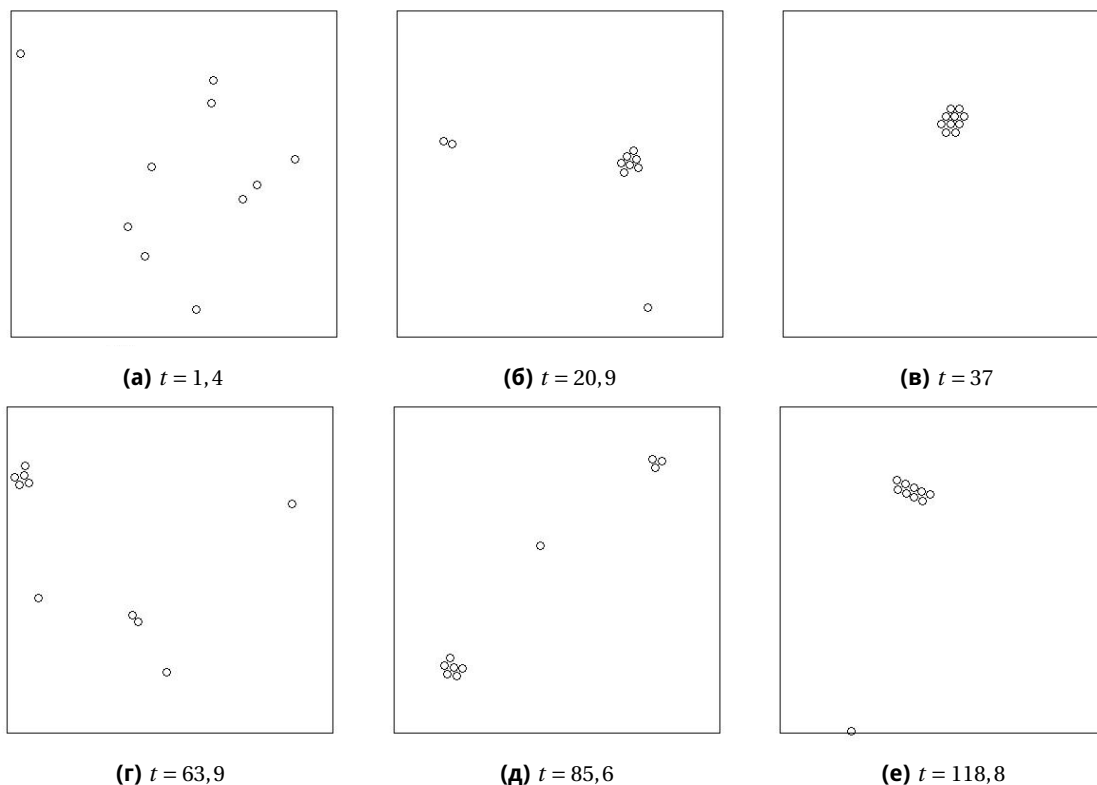 (а) t = 1,4
(б) t = 20,9
(в) t = 37
(г) t = 63,9
(д) t = 85,6
(е) t = 118,8